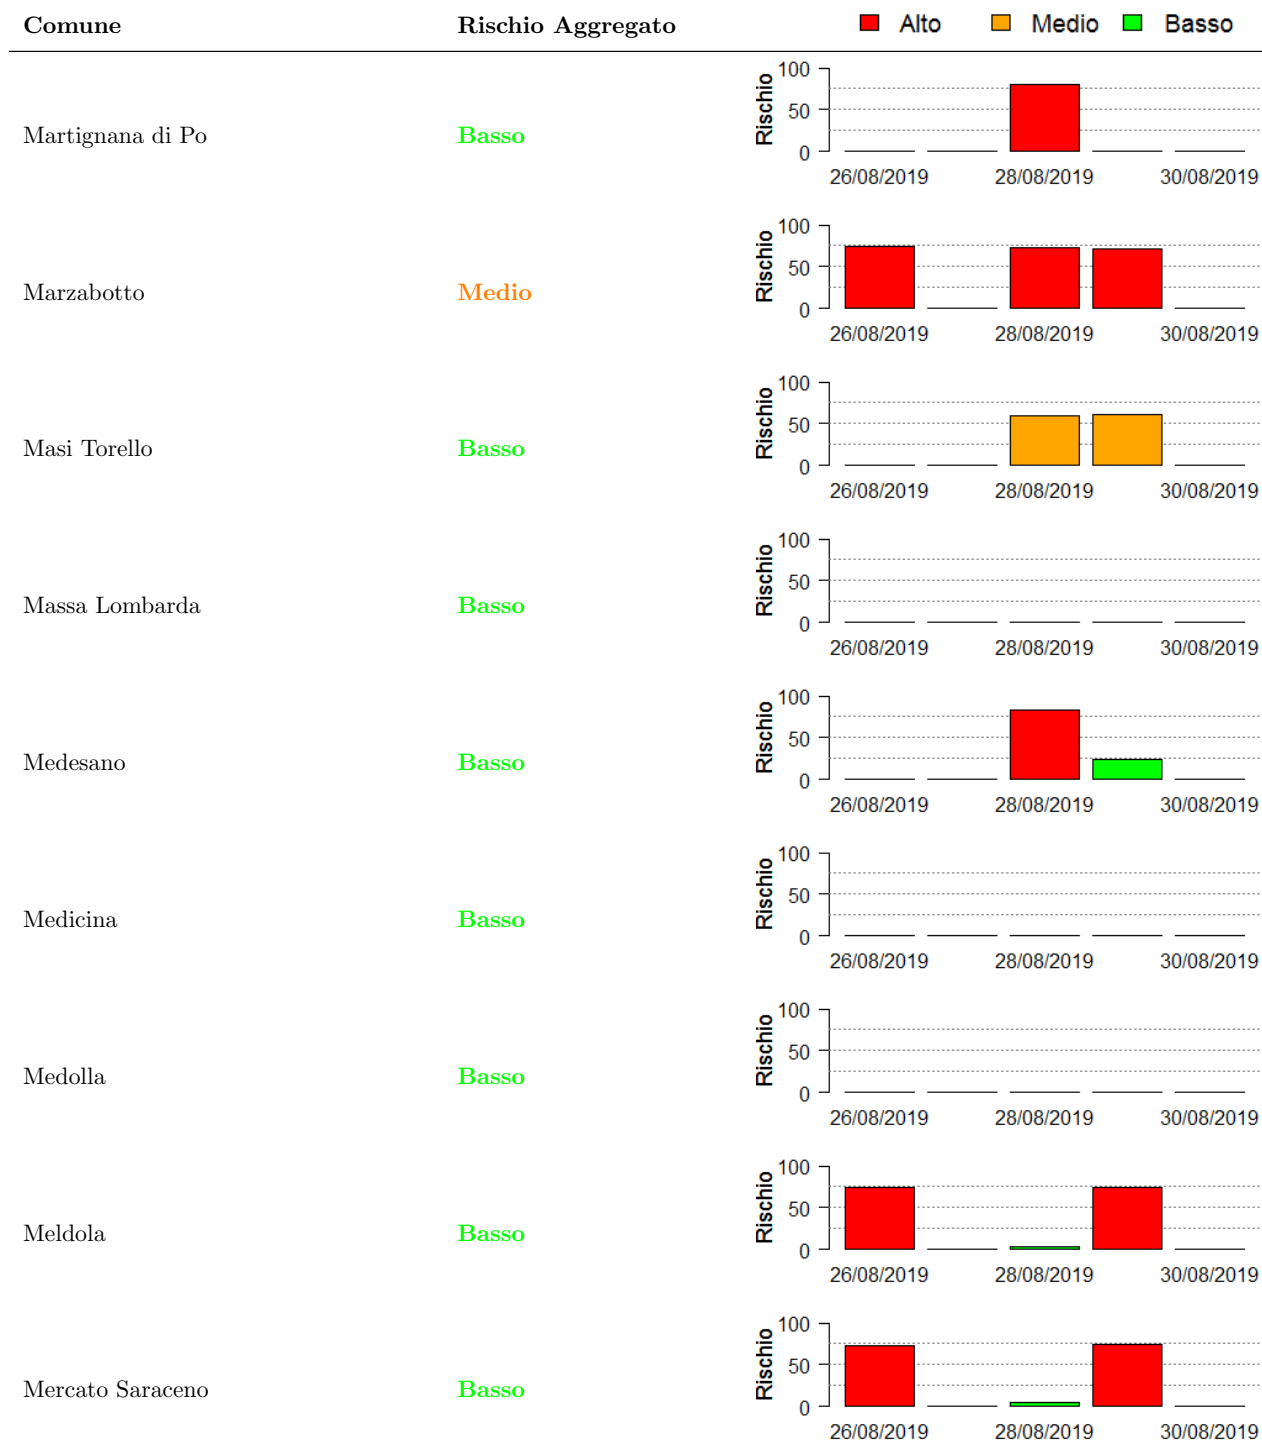 Comune Rischio Aggregato Alto Medio Basso
Martignana di Po Basso
Rischio
100
50
0
26/08/2019 28/08/2019 30/08/2019
Marzabotto Medio
Rischio
100
50
0
26/08/2019 28/08/2019 30/08/2019
Masi Torello Basso
Rischio
100
50
0
26/08/2019 28/08/2019 30/08/2019
Massa Lombarda Basso
Rischio
100
50
0
26/08/2019 28/08/2019 30/08/2019
Medesano Basso
Rischio
100
50
0
26/08/2019 28/08/2019 30/08/2019
Medicina Basso
Rischio
100
50
0
26/08/2019 28/08/2019 30/08/2019
Medolla Basso
Rischio
100
50
0
26/08/2019 28/08/2019 30/08/2019
Meldola Basso
Rischio
100
50
0
26/08/2019 28/08/2019 30/08/2019
Mercato Saraceno Basso
Rischio
100
50
0
26/08/2019 28/08/2019 30/08/2019